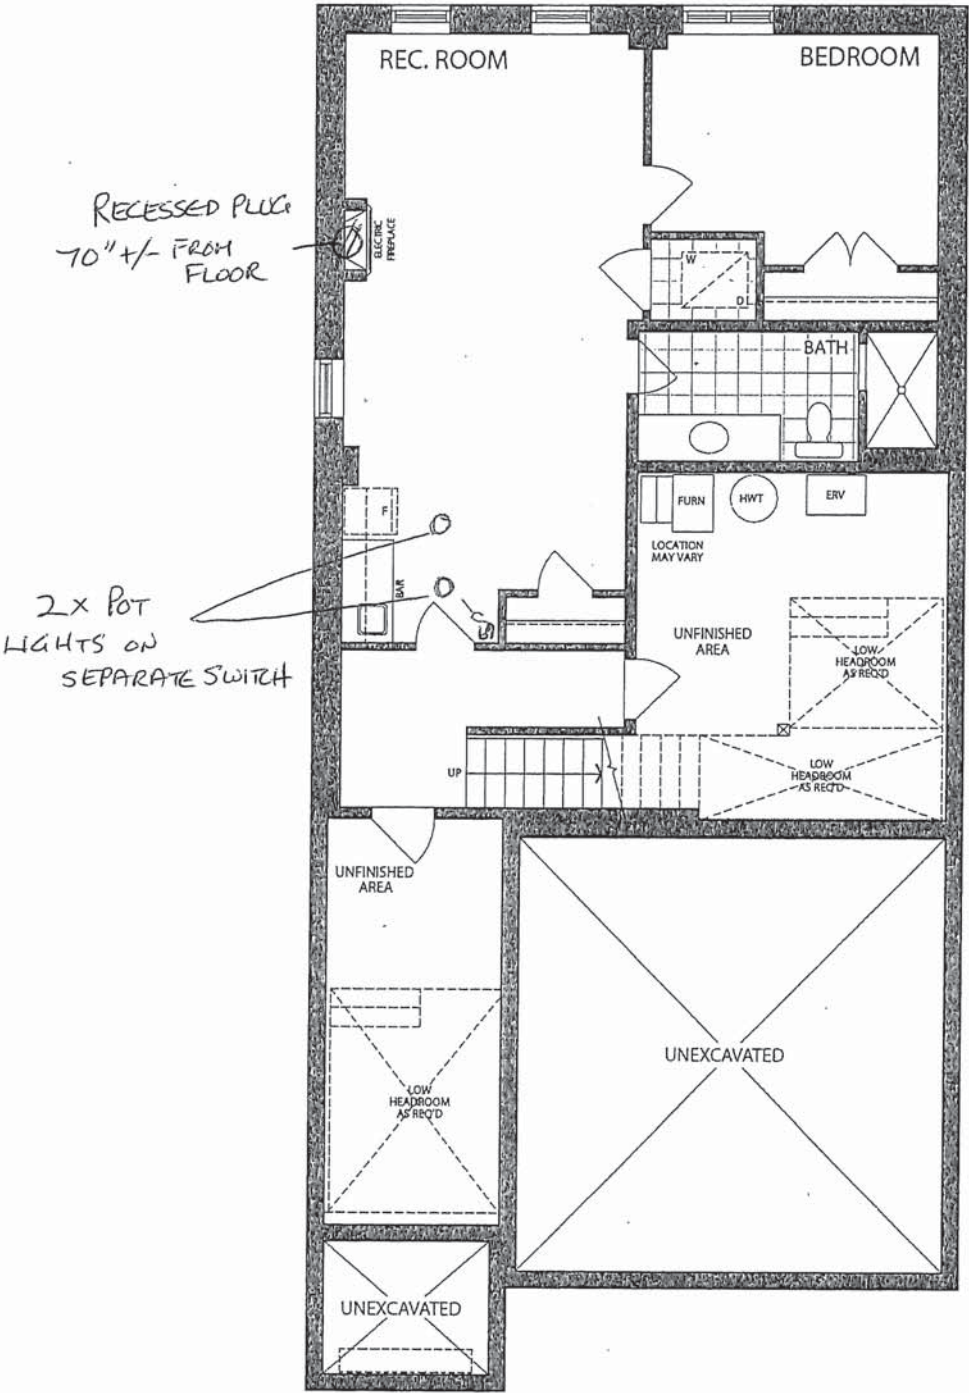 REC. ROOM
BEDROOM
RECESSED PLUG
70" +/- FROM
FLOOR
ELECTRIC
FIREPLACE
W
D
BATH
F
BAR
FURN
HWT
ERV
LOCATION
MAY VARY
2x POT
LIGHTS ON
SEPARATE SWITCH
UNFINISHED
AREA
LOW
HEADROOM
AS REQ'D
UP
LOW
HEADROOM
AS REQ'D
UNFINISHED
AREA
LOW
HEADROOM
AS REQ'D
UNEXCAVATED
UNEXCAVATED